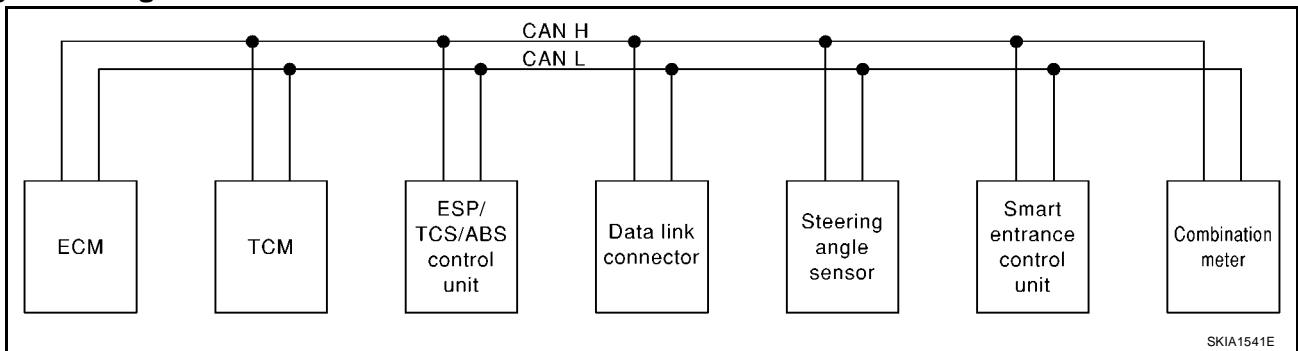 CAN H
CAN L
ECM
TCM
ESP/
TCS/ABS
control
unit
Data link
connector
Steering
angle
sensor
Smart
entrance
control
unit
Combination
meter
SKIA1541E